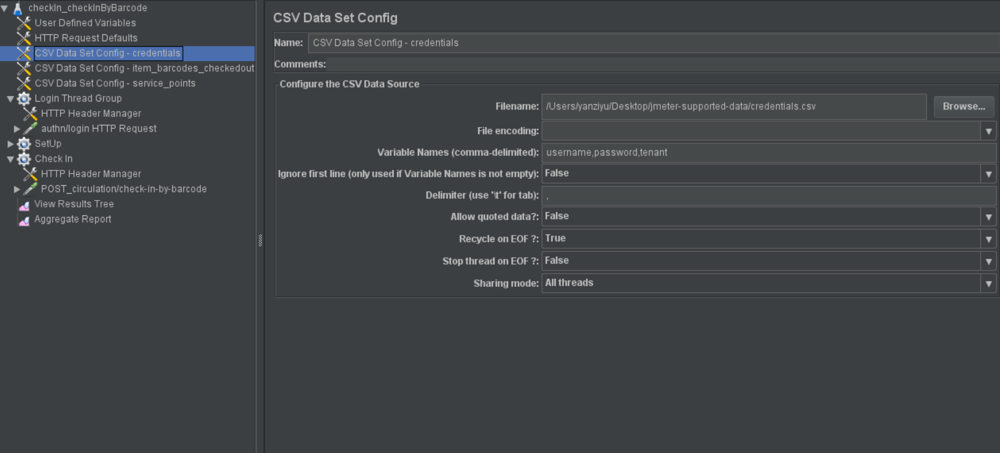 checkIn_checkInByBarcode
User Defined Variables
HTTP Request Defaults
CSV Data Set Config - credentials
CSV Data Set Config - item_barcodes_checkedout
CSV Data Set Config - service_points
Login Thread Group
HTTP Header Manager
authn/login HTTP Request
SetUp
Check In
HTTP Header Manager
POST_circulation/check-in-by-barcode
View Results Tree
Aggregate Report
CSV Data Set Config
Name: CSV Data Set Config - credentials
Comments:
Configure the CSV Data Source
Filename: /Users/yanziyu/Desktop/jmeter-supported-data/credentials.csv Browse...
File encoding:
Variable Names (comma-delimited): username,password,tenant
Ignore first line (only used if Variable Names is not empty): False
Delimiter (use '\t' for tab): ,
Allow quoted data?: False
Recycle on EOF ?: True
Stop thread on EOF ?: False
Sharing mode: All threads